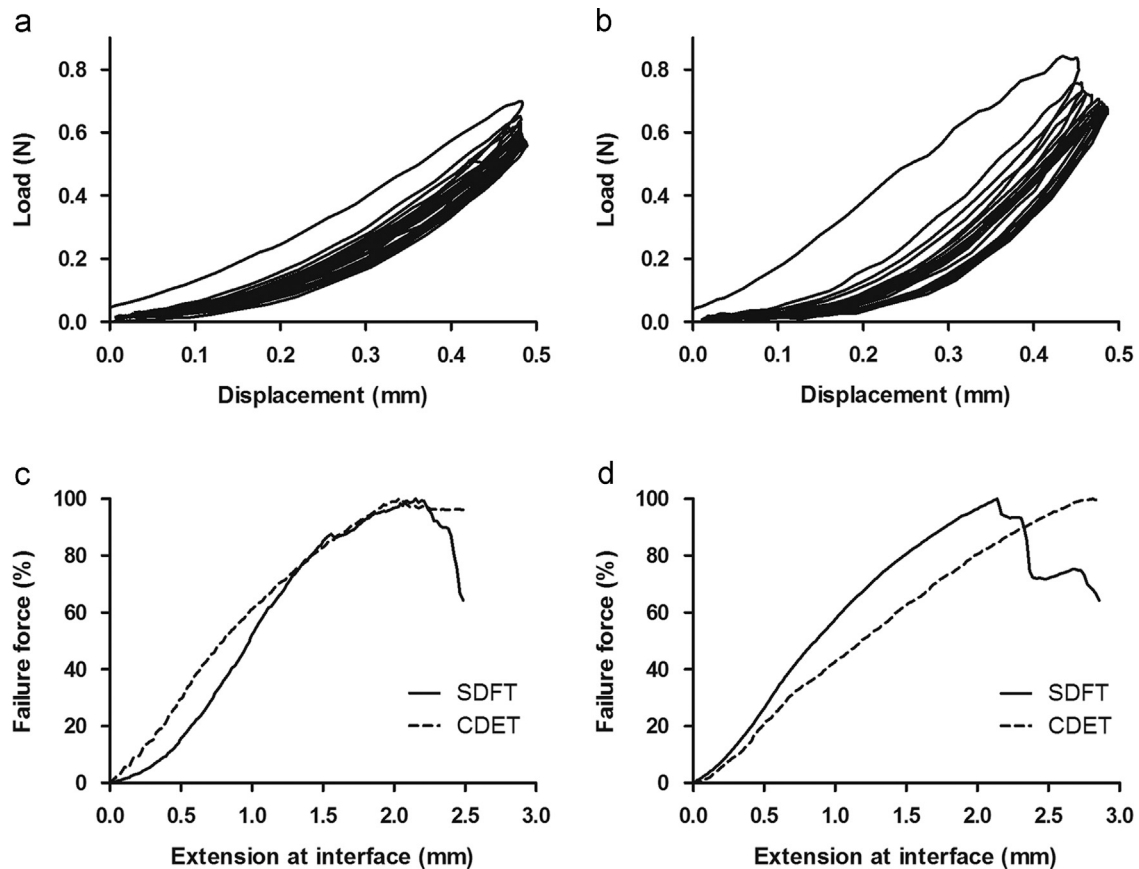 a
Load (N)
0.8
0.6
0.4
0.2
0.0
0.0 0.1 0.2 0.3 0.4 0.5
Displacement (mm)
b
Load (N)
0.8
0.6
0.4
0.2
0.0
0.0 0.1 0.2 0.3 0.4 0.5
Displacement (mm)
c
Failure force (%)
100
80
60
40
20
0
SDFT
CDET
0.0 0.5 1.0 1.5 2.0 2.5 3.0
Extension at interface (mm)
d
Failure force (%)
100
80
60
40
20
0
SDFT
CDET
0.0 0.5 1.0 1.5 2.0 2.5 3.0
Extension at interface (mm)